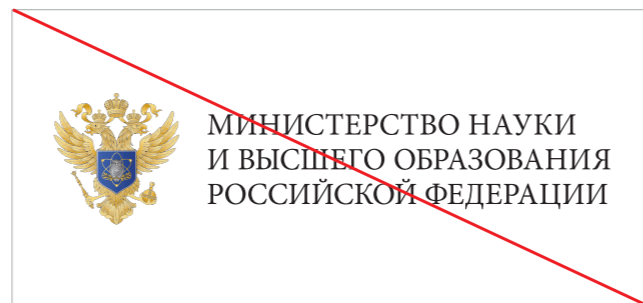 МИНИСТЕРСТВО НАУКИ
И ВЫСШЕГО ОБРАЗОВАНИЯ
РОССИЙСКОЙ ФЕДЕРАЦИИ